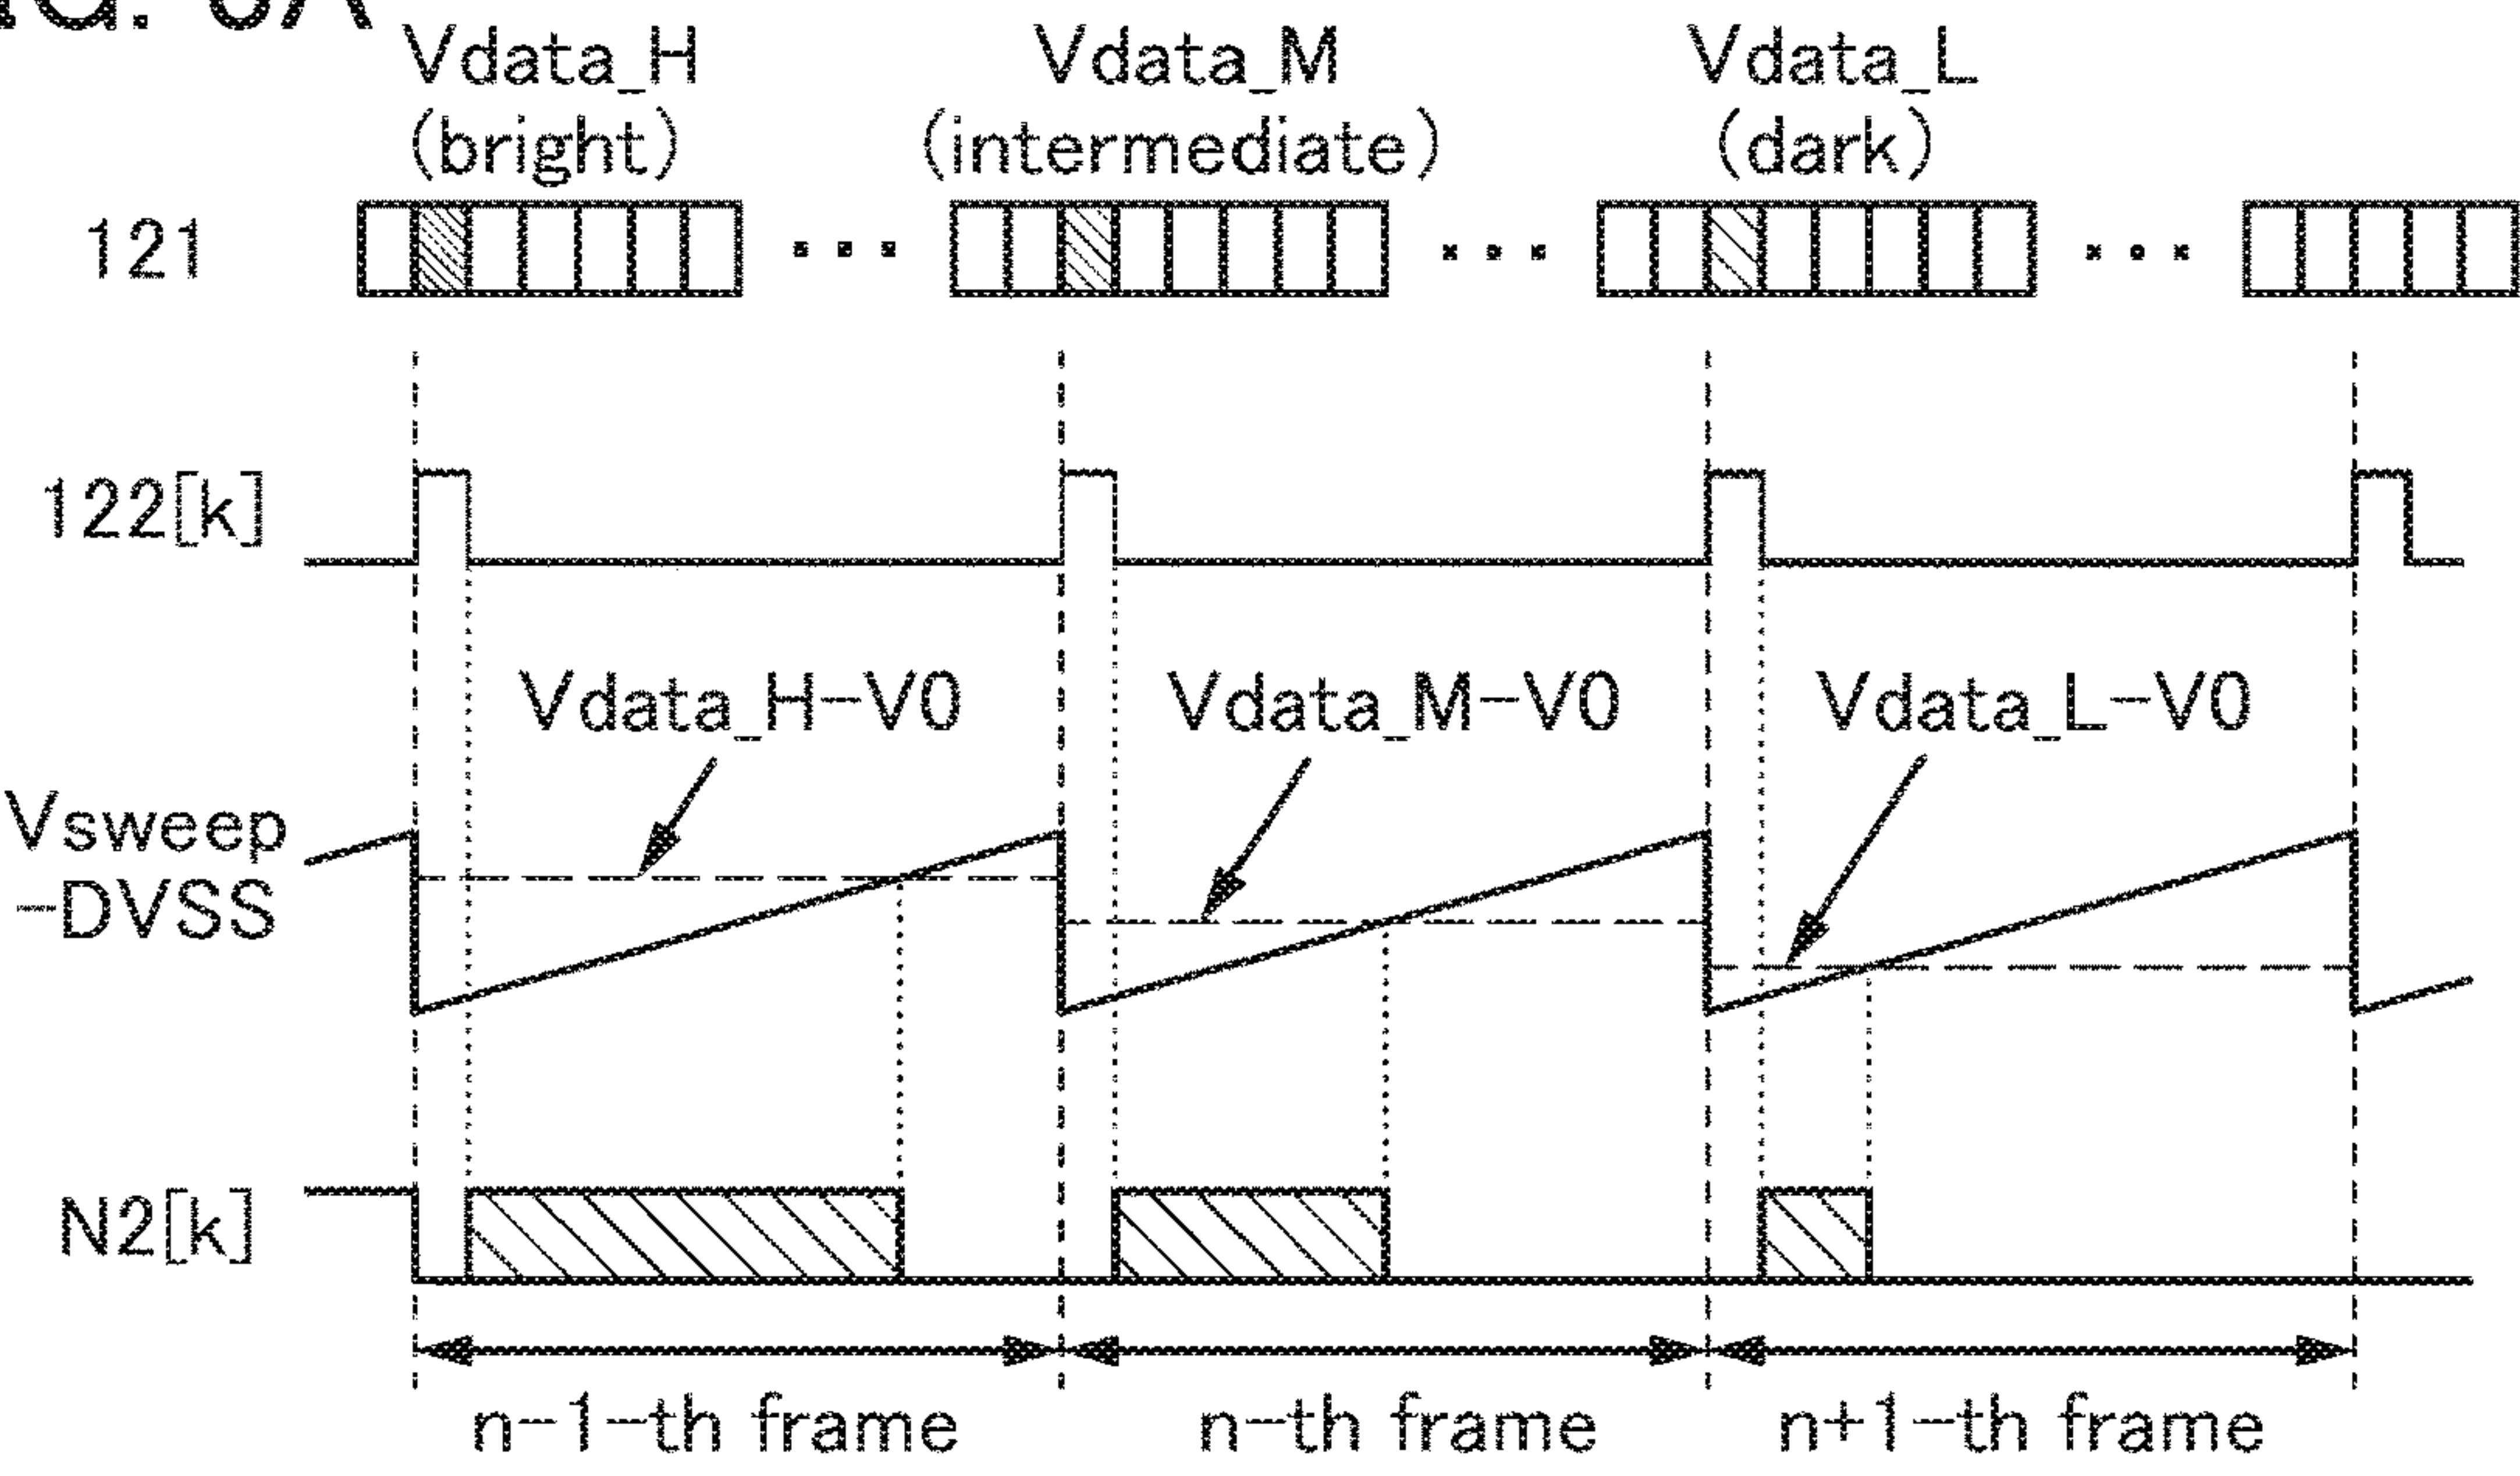 Vdata_H Vdata_M Vdata_L
(bright) (intermediate) (dark)
121 ... ... ...
122[k]
Vdata_H-V0 Vdata_M-V0 Vdata_L-V0
Vsweep
-DVSS
N2[k]
n-1-th frame n-th frame n+1-th frame